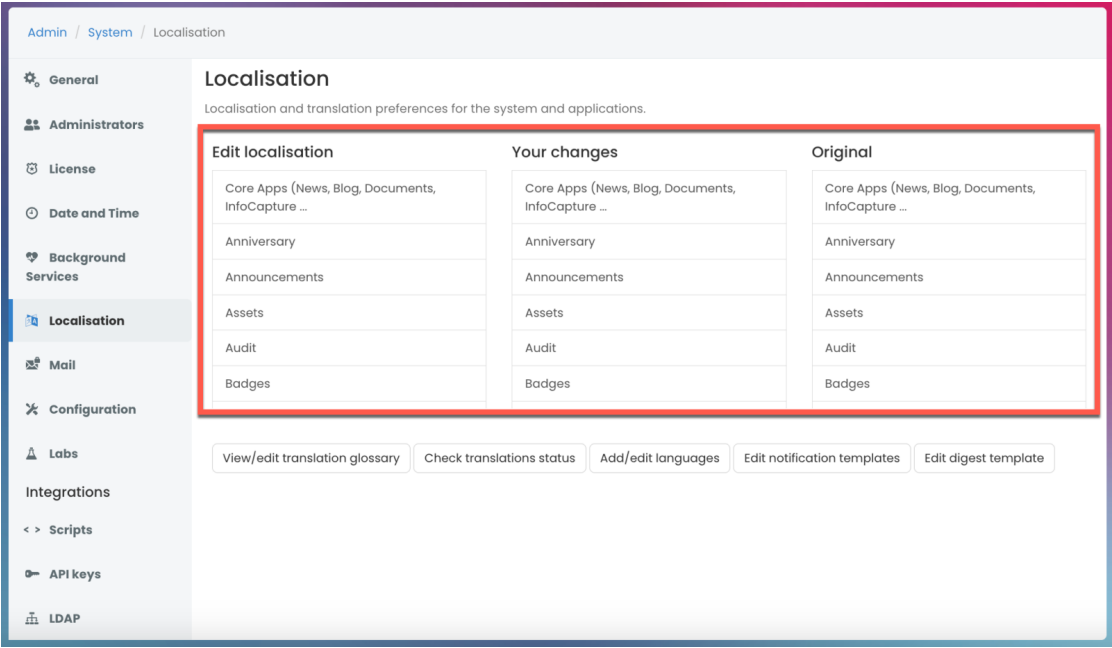 Admin / System / Localisation
General
Administrators
License
Date and Time
Background
Services
Localisation
Mail
Configuration
Labs
Integrations
Scripts
API keys
LDAP
Localisation
Localisation and translation preferences for the system and applications.
Edit localisation
Core Apps (News, Blog, Documents,
InfoCapture ...
Anniversary
Announcements
Assets
Audit
Badges
Your changes
Core Apps (News, Blog, Documents,
InfoCapture ...
Anniversary
Announcements
Assets
Audit
Badges
Original
Core Apps (News, Blog, Documents,
InfoCapture ...
Anniversary
Announcements
Assets
Audit
Badges
View/edit translation glossary
Check translations status
Add/edit languages
Edit notification templates
Edit digest template